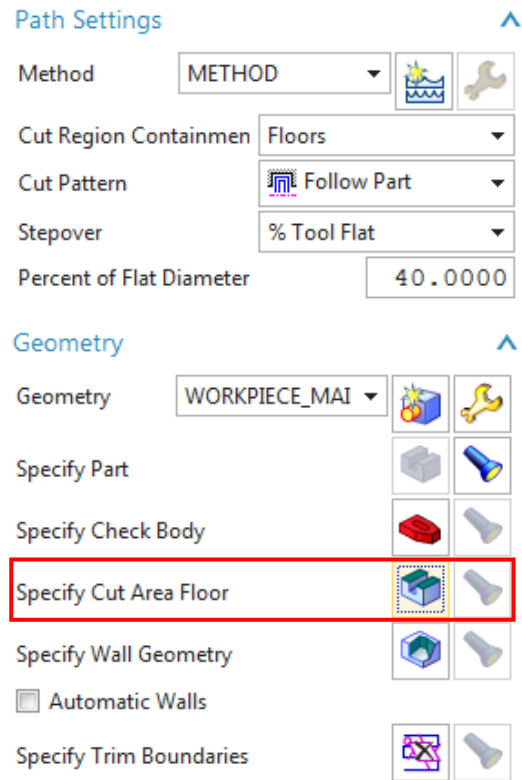 Path Settings
Method METHOD
Cut Region Containmen Floors
Cut Pattern Follow Part
Stepover % Tool Flat
Percent of Flat Diameter 40.0000
Geometry
Geometry WORKPIECE_MAI
Specify Part
Specify Check Body
Specify Cut Area Floor
Specify Wall Geometry
Automatic Walls
Specify Trim Boundaries